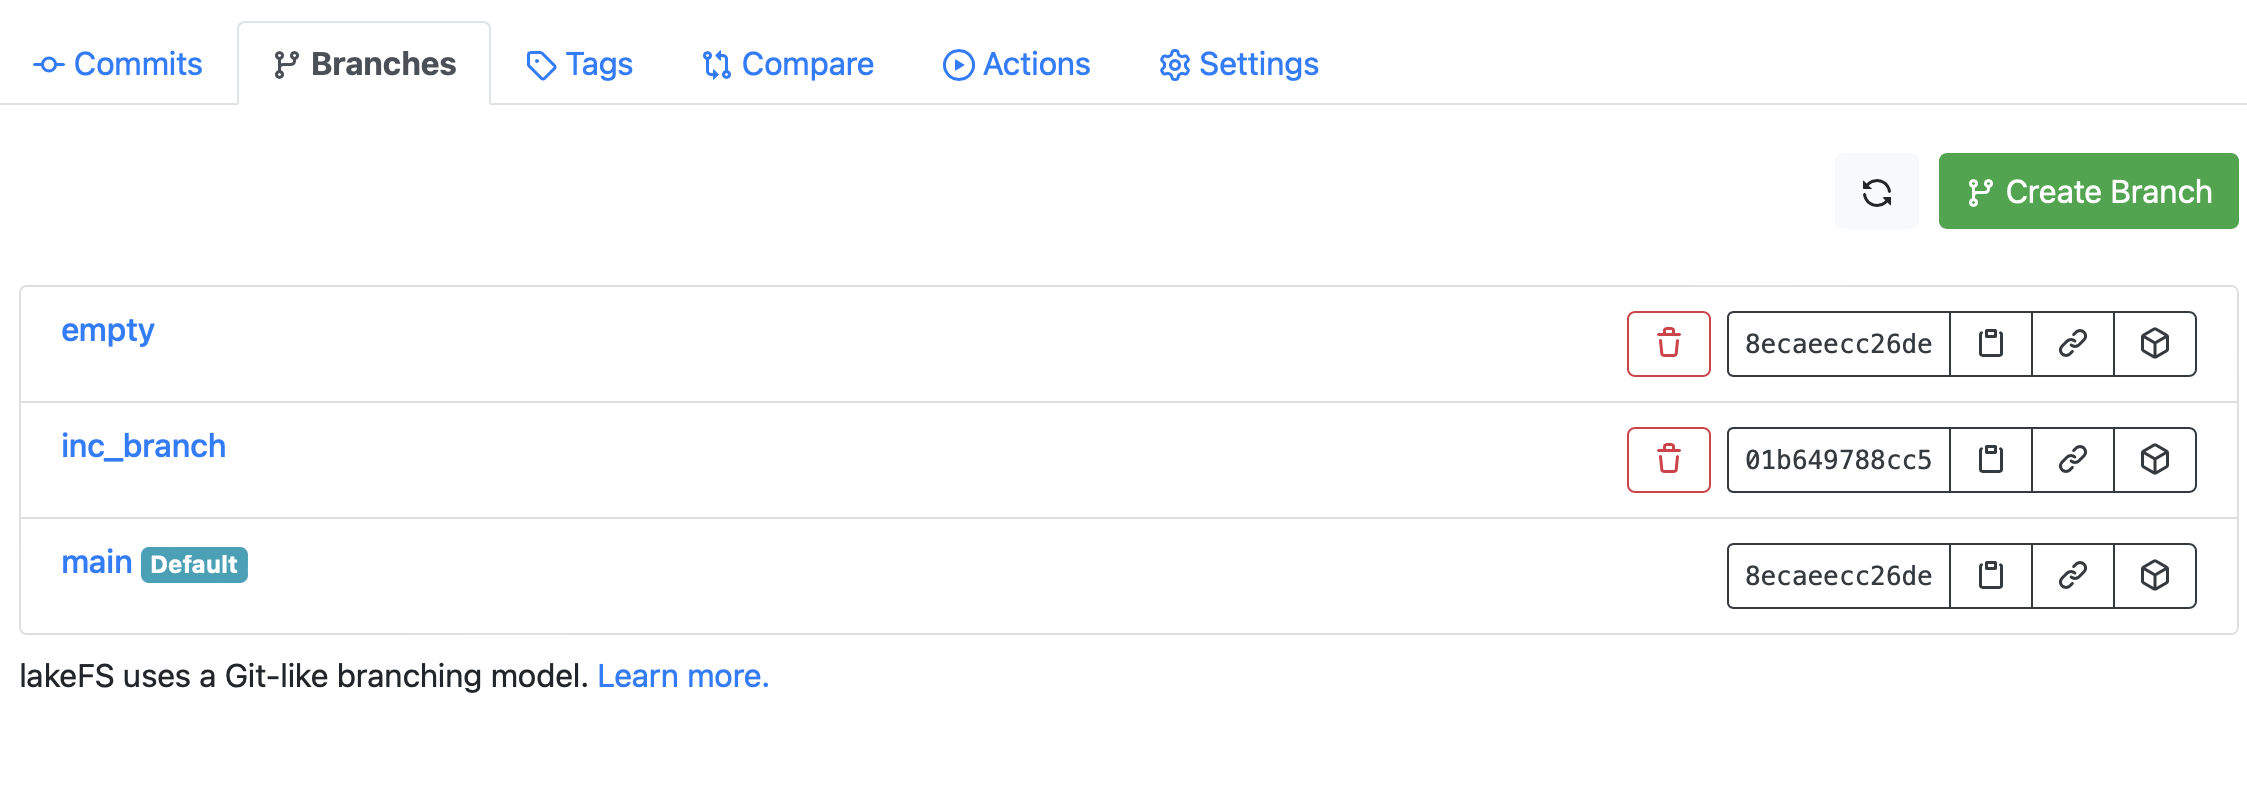 Commits Branches Tags Compare Actions Settings
Create Branch
empty 8ecaeecc26de
inc_branch 01b649788cc5
main Default 8ecaeecc26de
lakeFS uses a Git-like branching model. Learn more.